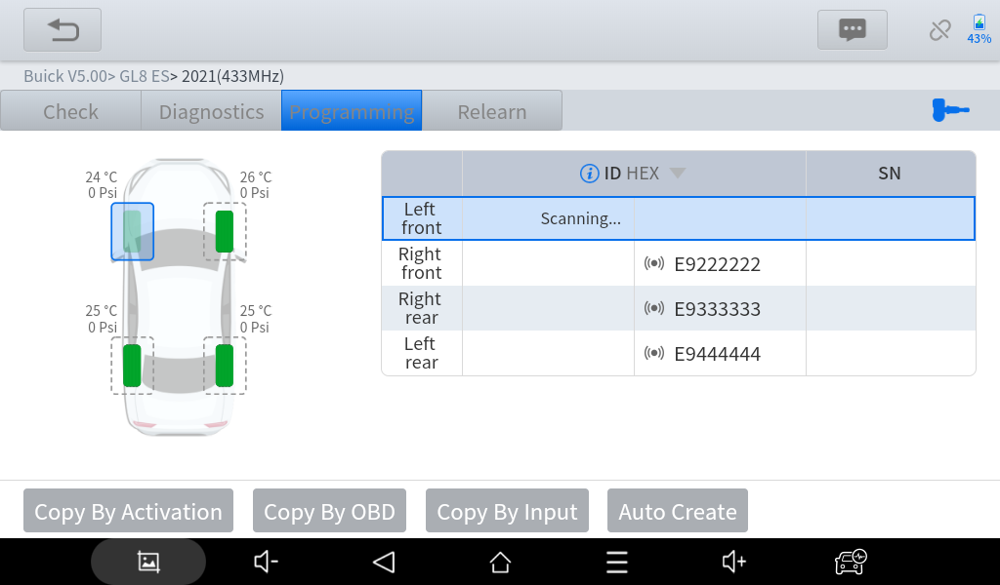 43%
Buick V5.00> GL8 ES> 2021(433MHz)
Check Diagnostics Programming Relearn
24 °C
0 Psi
26 °C
0 Psi
25 °C
0 Psi
25 °C
0 Psi
ID HEX SN
Left front Scanning...
Right front E9222222
Right rear E9333333
Left rear E9444444
Copy By Activation Copy By OBD Copy By Input Auto Create